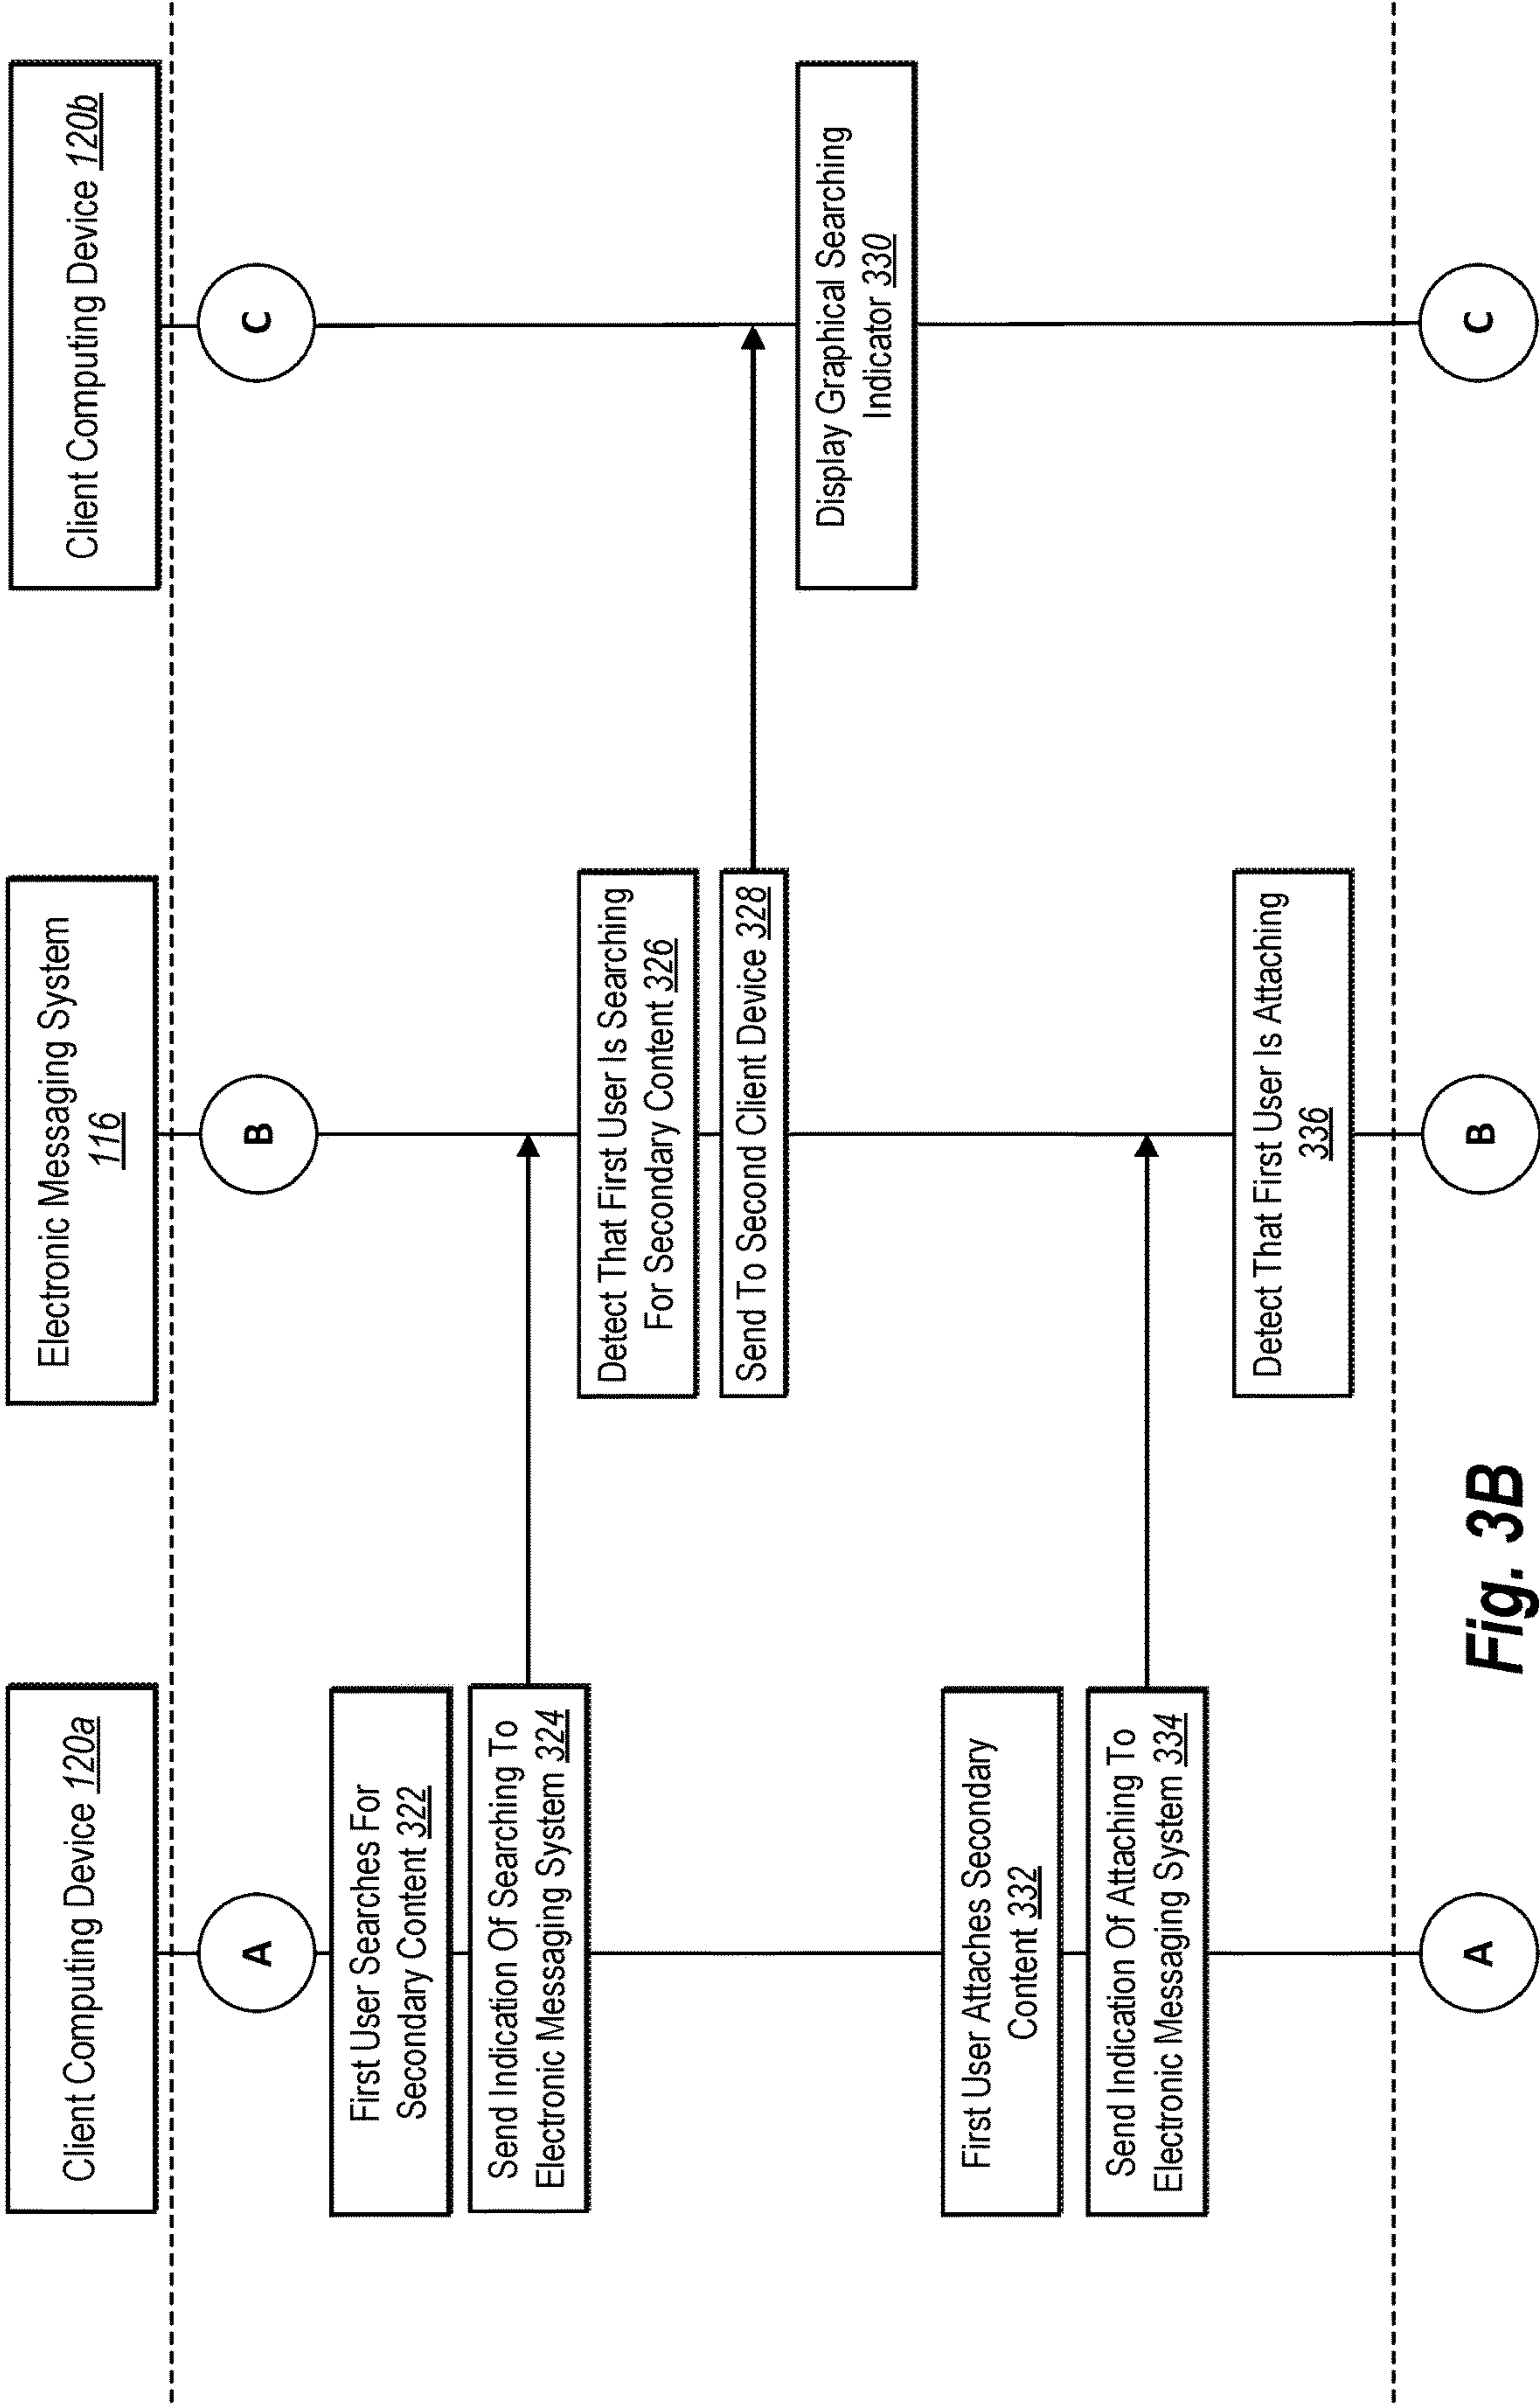 Client Computing Device 120a
Electronic Messaging System
116
Client Computing Device 120b
A
B
C
First User Searches For
Secondary Content 322
Send Indication Of Searching To
Electronic Messaging System 324
Detect That First User Is Searching
For Secondary Content 326
Send To Second Client Device 328
Display Graphical Searching
Indicator 330
First User Attaches Secondary
Content 332
Send Indication Of Attaching To
Electronic Messaging System 334
Detect That First User Is Attaching
336
A
B
C
Fig. 3B